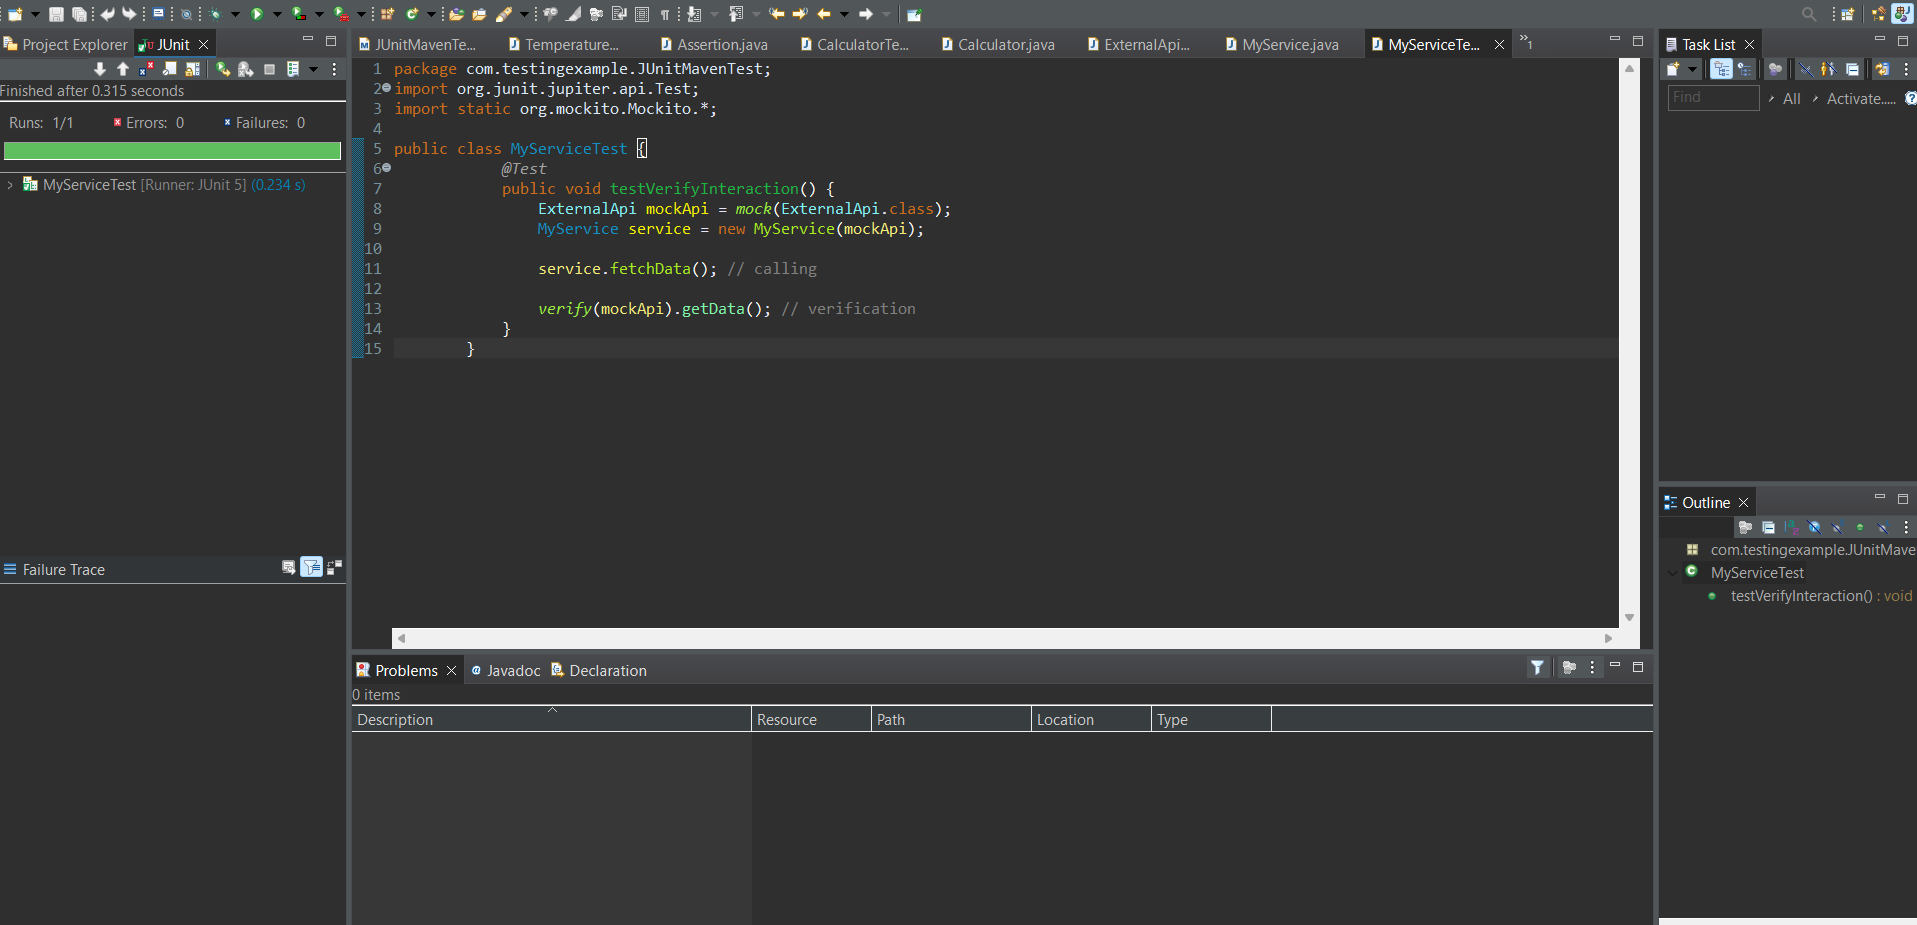 Project Explorer JUnit
Finished after 0.315 seconds
Runs: 1/1 Errors: 0 Failures: 0
MyServiceTest [Runner: JUnit 5] (0.234 s)
Failure Trace
JUnitMavenTe... Temperature... Assertion.java CalculatorTe... Calculator.java ExternalApi... MyService.java MyServiceTe... »1
1 package com.testingexample.JUnitMavenTest;
2 import org.junit.jupiter.api.Test;
3 import static org.mockito.Mockito.*;
4
5 public class MyServiceTest {
6 @Test
7 public void testVerifyInteraction() {
8 ExternalApi mockApi = mock(ExternalApi.class);
9 MyService service = new MyService(mockApi);
10
11 service.fetchData(); // calling
12
13 verify(mockApi).getData(); // verification
14 }
15 }
Problems Javadoc Declaration
0 items
Description Resource Path Location Type
Task List
Find All Activate.....
Outline
com.testingexample.JUnitMave
MyServiceTest
testVerifyInteraction() : void